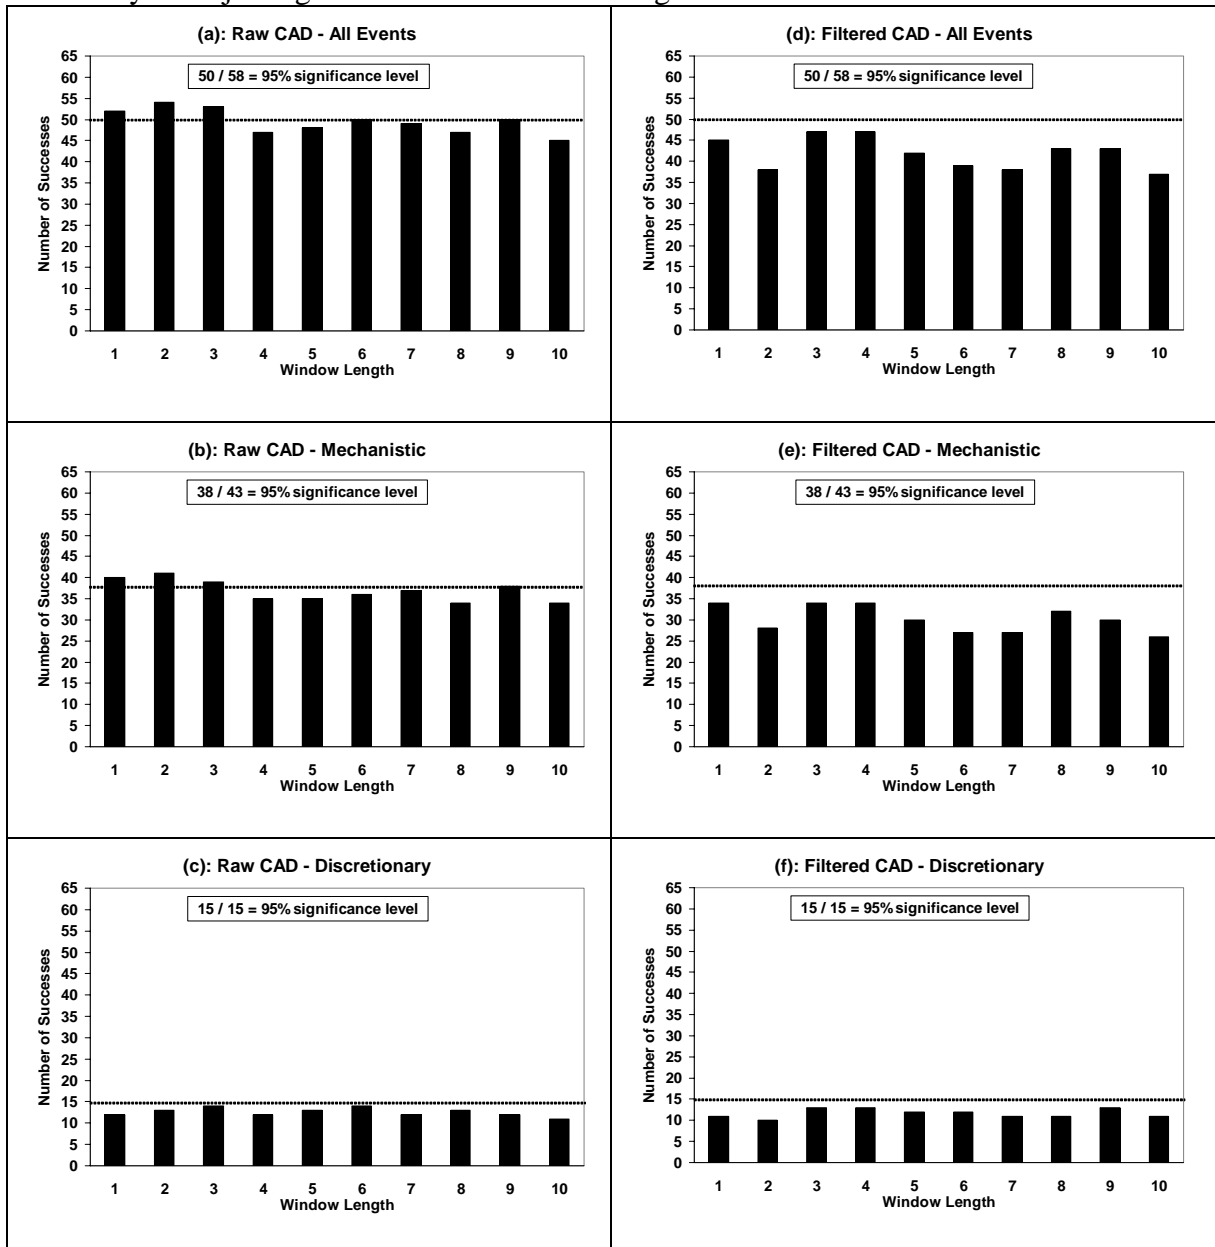 (a): Raw CAD - All Events
50 / 58 = 95% significance level
Number of Successes
65
60
55
50
45
40
35
30
25
20
15
10
5
0
1 2 3 4 5 6 7 8 9 10
Window Length
(d): Filtered CAD - All Events
50 / 58 = 95% significance level
Number of Successes
65
60
55
50
45
40
35
30
25
20
15
10
5
0
1 2 3 4 5 6 7 8 9 10
Window Length
(b): Raw CAD - Mechanistic
38 / 43 = 95% significance level
Number of Successes
65
60
55
50
45
40
35
30
25
20
15
10
5
0
1 2 3 4 5 6 7 8 9 10
Window Length
(e): Filtered CAD - Mechanistic
38 / 43 = 95% significance level
Number of Successes
65
60
55
50
45
40
35
30
25
20
15
10
5
0
1 2 3 4 5 6 7 8 9 10
Window Length
(c): Raw CAD - Discretionary
15 / 15 = 95% significance level
Number of Successes
65
60
55
50
45
40
35
30
25
20
15
10
5
0
1 2 3 4 5 6 7 8 9 10
Window Length
(f): Filtered CAD - Discretionary
15 / 15 = 95% significance level
Number of Successes
65
60
55
50
45
40
35
30
25
20
15
10
5
0
1 2 3 4 5 6 7 8 9 10
Window Length